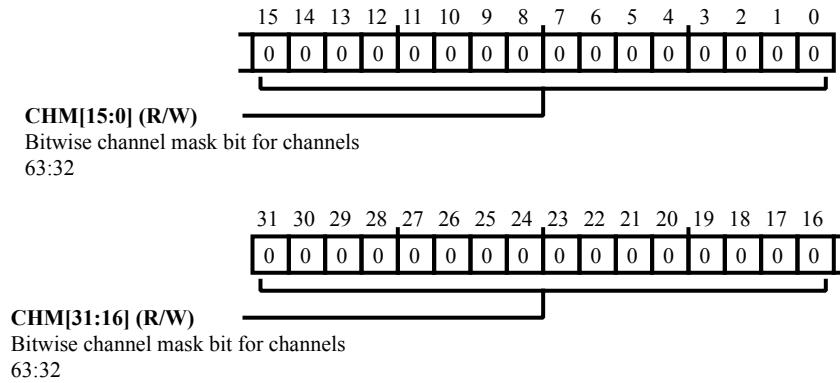 15 14 13 12 11 10 9 8 7 6 5 4 3 2 1 0
0 0 0 0 0 0 0 0 0 0 0 0 0 0 0 0
CHM[15:0] (R/W)
Bitwise channel mask bit for channels
63:32
31 30 29 28 27 26 25 24 23 22 21 20 19 18 17 16
0 0 0 0 0 0 0 0 0 0 0 0 0 0 0 0
CHM[31:16] (R/W)
Bitwise channel mask bit for channels
63:32